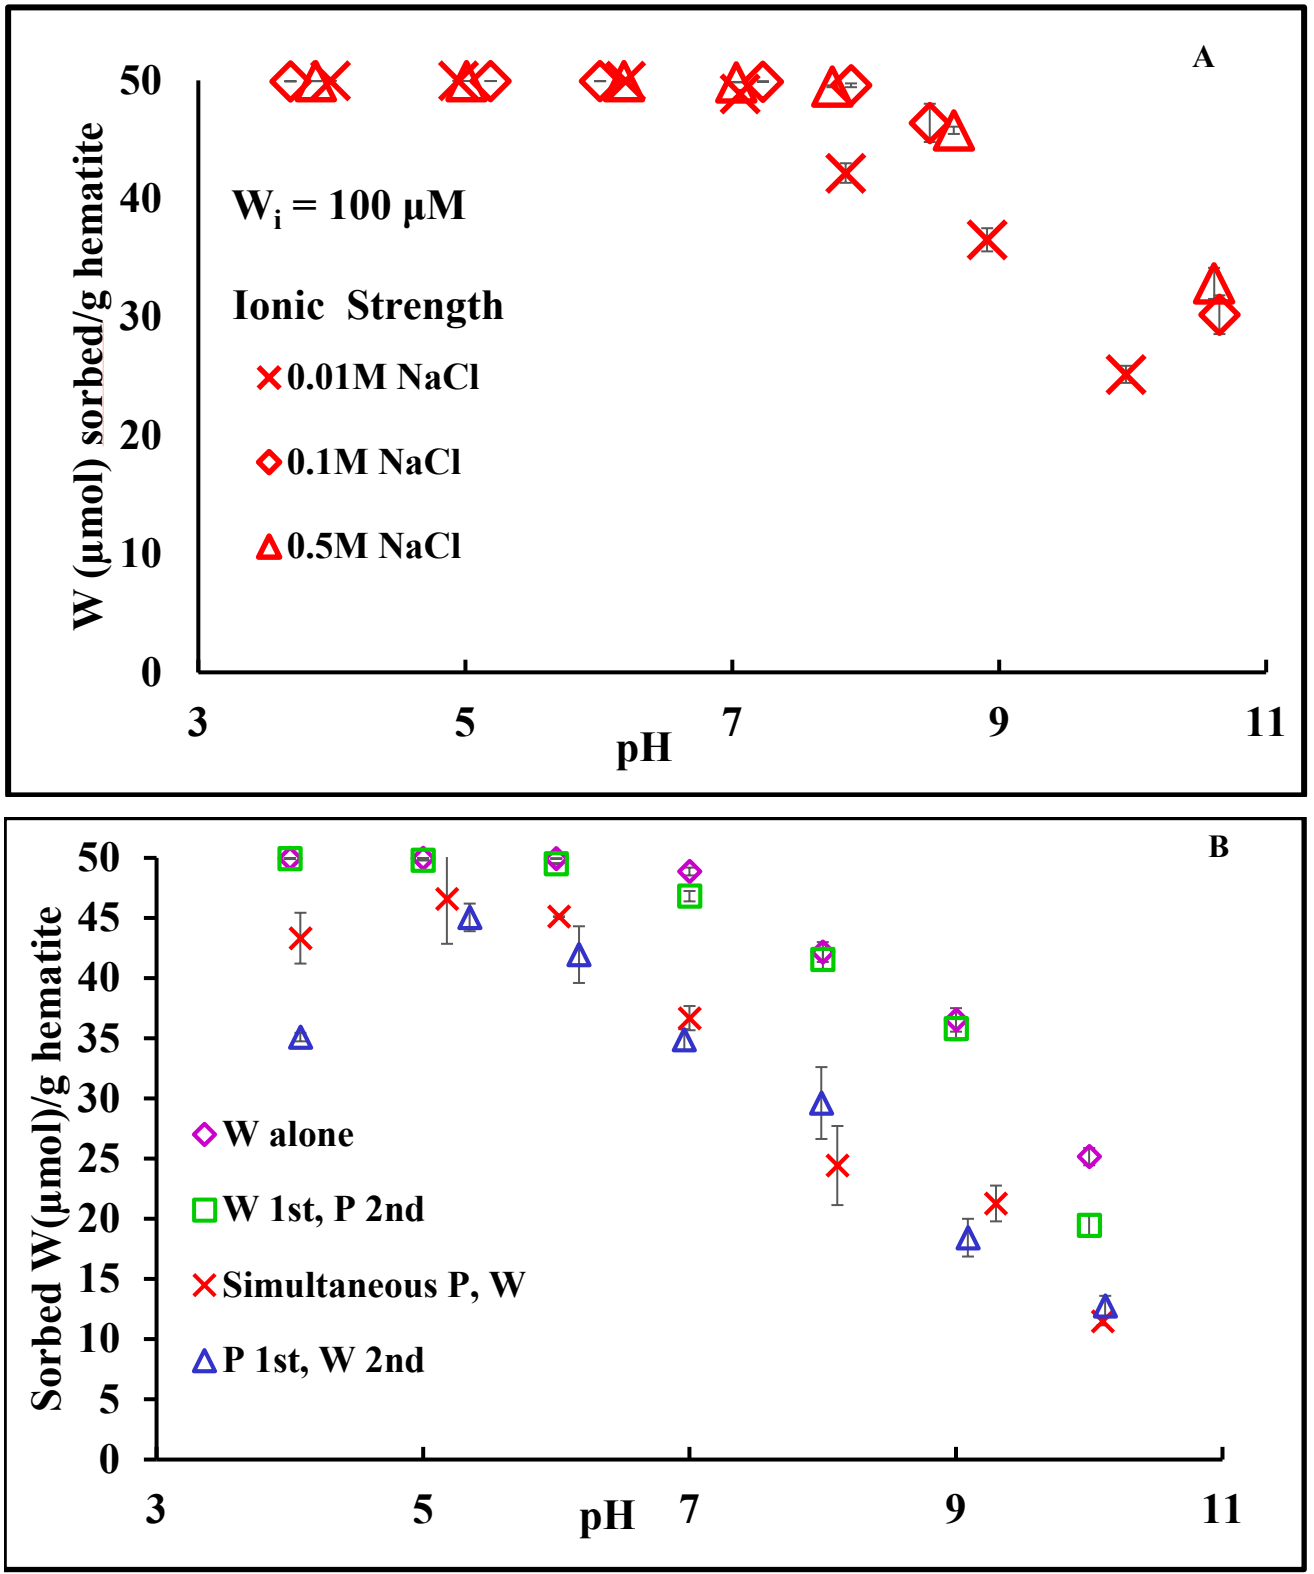 A
W (μmol) sorbed/g hematite
50
40
30
20
10
0
W_i = 100 μM
Ionic Strength
0.01M NaCl
0.1M NaCl
0.5M NaCl
3 5 7 9 11
pH
B
Sorbed W(μmol)/g hematite
50
45
40
35
30
25
20
15
10
5
0
W alone
W 1st, P 2nd
Simultaneous P, W
P 1st, W 2nd
3 5 7 9 11
pH